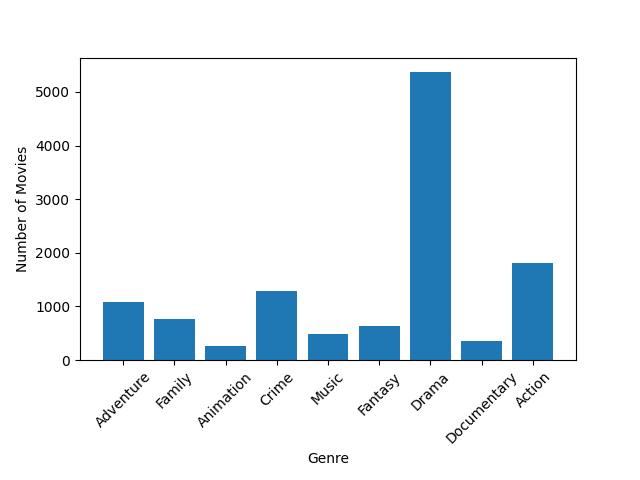 5000
4000
3000
2000
1000
0
Number of Movies
Adventure
Family
Animation
Crime
Music
Fantasy
Drama
Documentary
Action
Genre